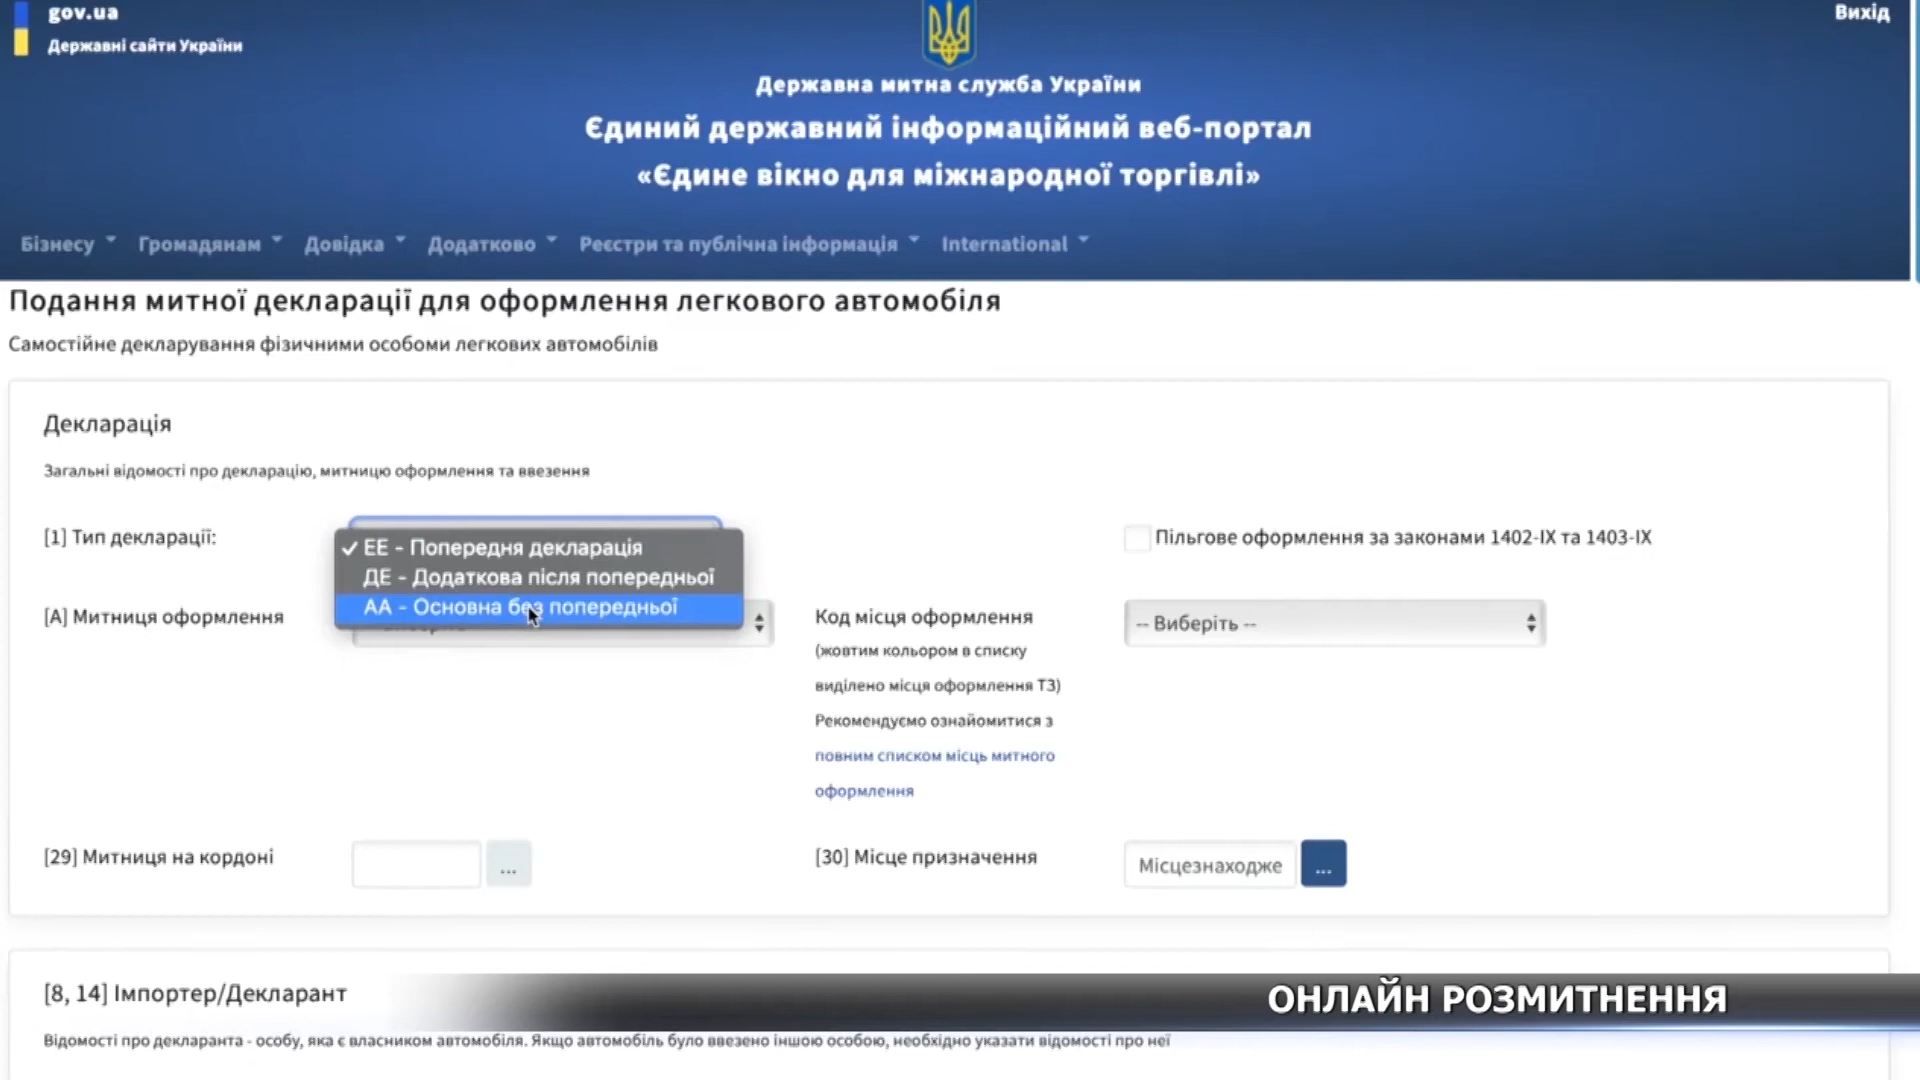 gov.ua
Державні сайти України
Вихід
Державна митна служба України
Єдиний державний інформаційний веб-портал
«Єдине вікно для міжнародної торгівлі»
Бізнесу Громадянам Довідка Додатково Реєстри та публічна інформація International
Подання митної декларації для оформлення легкового автомобіля
Самостійне декларування фізичними особоми легкових автомобілів
Декларація
Загальні відомості про декларацію, митницю оформлення та ввезення
[1] Тип декларації:
✓ ЕЕ - Попередня декларація
ДЕ - Додаткова після попередньої
АА - Основна без попередньої
Пільгове оформлення за законами 1402-IX та 1403-IX
[А] Митниця оформлення
Код місця оформлення
(жовтим кольором в списку
виділено місця оформлення ТЗ)
Рекомендуємо ознайомитися з
повним списком місць митного
оформлення
-- Виберіть --
[29] Митниця на кордоні
...
[30] Місце призначення
Місцезнаходже
...
[8, 14] Імпортер/Декларант
ОНЛАЙН РОЗМИТНЕННЯ
Відомості про декларанта - особу, яка є власником автомобіля. Якщо автомобіль було ввезено іншою особою, необхідно указати відомості про неї